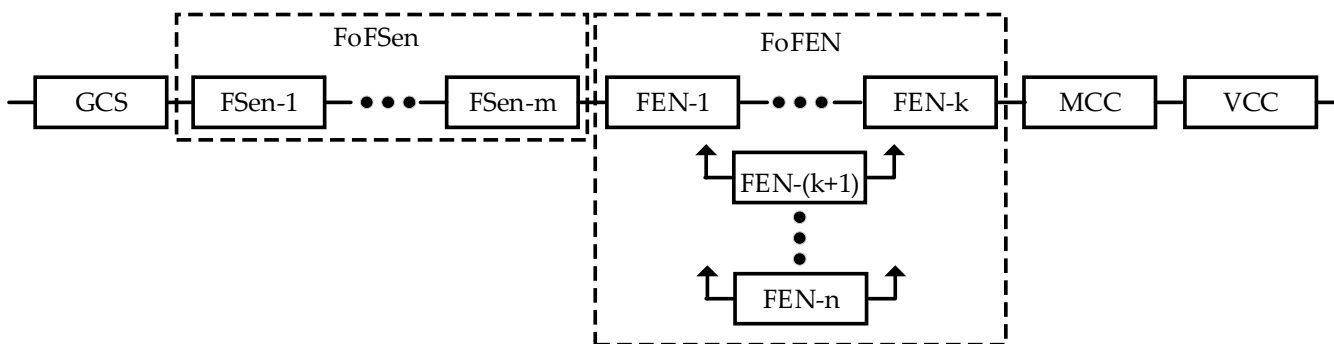 FoFSen
FoFEN
GCS
FSen-1
FSen-m
FEN-1
FEN-k
MCC
VCC
FEN-(k+1)
FEN-n